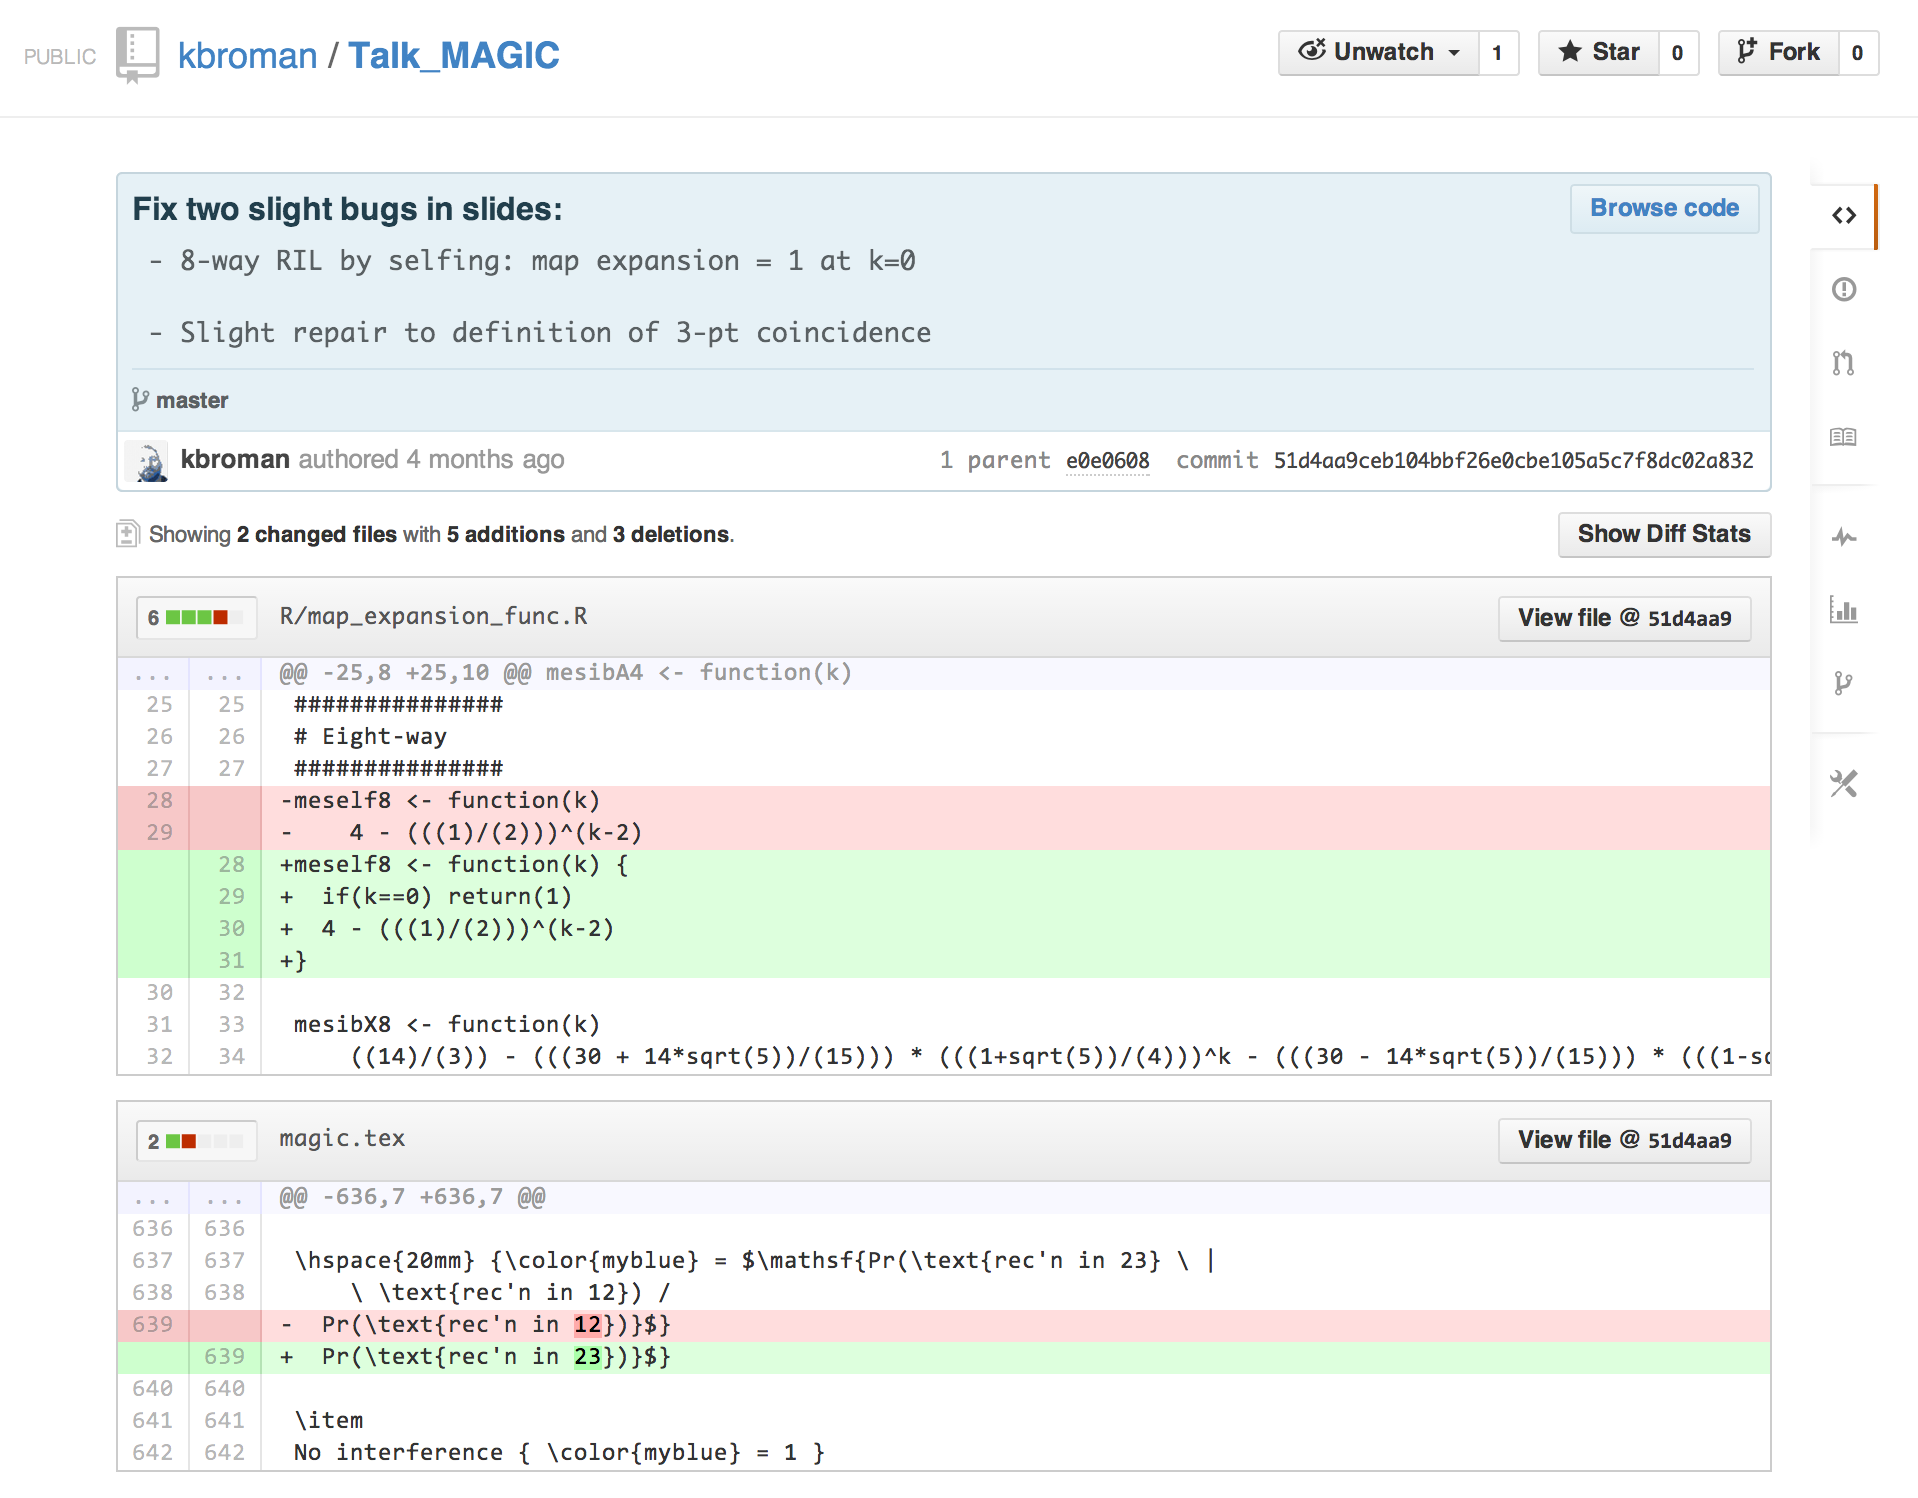 PUBLIC kbroman / Talk_MAGIC Unwatch 1 Star 0 Fork 0
Fix two slight bugs in slides: Browse code
- 8-way RIL by selfing: map expansion = 1 at k=0
- Slight repair to definition of 3-pt coincidence
master
kbroman authored 4 months ago 1 parent e0e0608 commit 51d4aa9ceb104bbf26e0cbe105a5c7f8dc02a832
Showing 2 changed files with 5 additions and 3 deletions. Show Diff Stats
6 R/map_expansion_func.R View file @ 51d4aa9
... ... @@ -25,8 +25,10 @@ mesibA4 <- function(k)
25 25 ###############
26 26 # Eight-way
27 27 ###############
28 -meself8 <- function(k)
29 -    4 - (((1)/(2)))^(k-2)
28 +meself8 <- function(k) {
29 +  if(k==0) return(1)
30 +  4 - (((1)/(2)))^(k-2)
31 +}
30 32
31 33 mesibX8 <- function(k)
32 34     ((14)/(3)) - (((30 + 14*sqrt(5))/(15))) * (((1+sqrt(5))/(4)))^k - (((30 - 14*sqrt(5))/(15))) * (((1-s
2 magic.tex View file @ 51d4aa9
... ... @@ -636,7 +636,7 @@
636 636
637 637 \hspace{20mm} {\color{myblue} = $\mathsf{Pr(\text{rec'n in 23} \ |
638 638     \ \text{rec'n in 12}) /
639 -  Pr(\text{rec'n in 12})}$}
639 +  Pr(\text{rec'n in 23})}$}
640 640
641 641 \item
642 642 No interference { \color{myblue} = 1 }